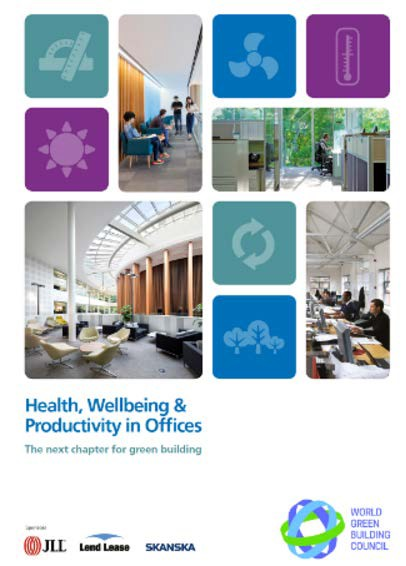 Health, Wellbeing &
Productivity in Offices
The next chapter for green building
JLL
Lend Lease
SKANSKA
WORLD
GREEN
BUILDING
COUNCIL